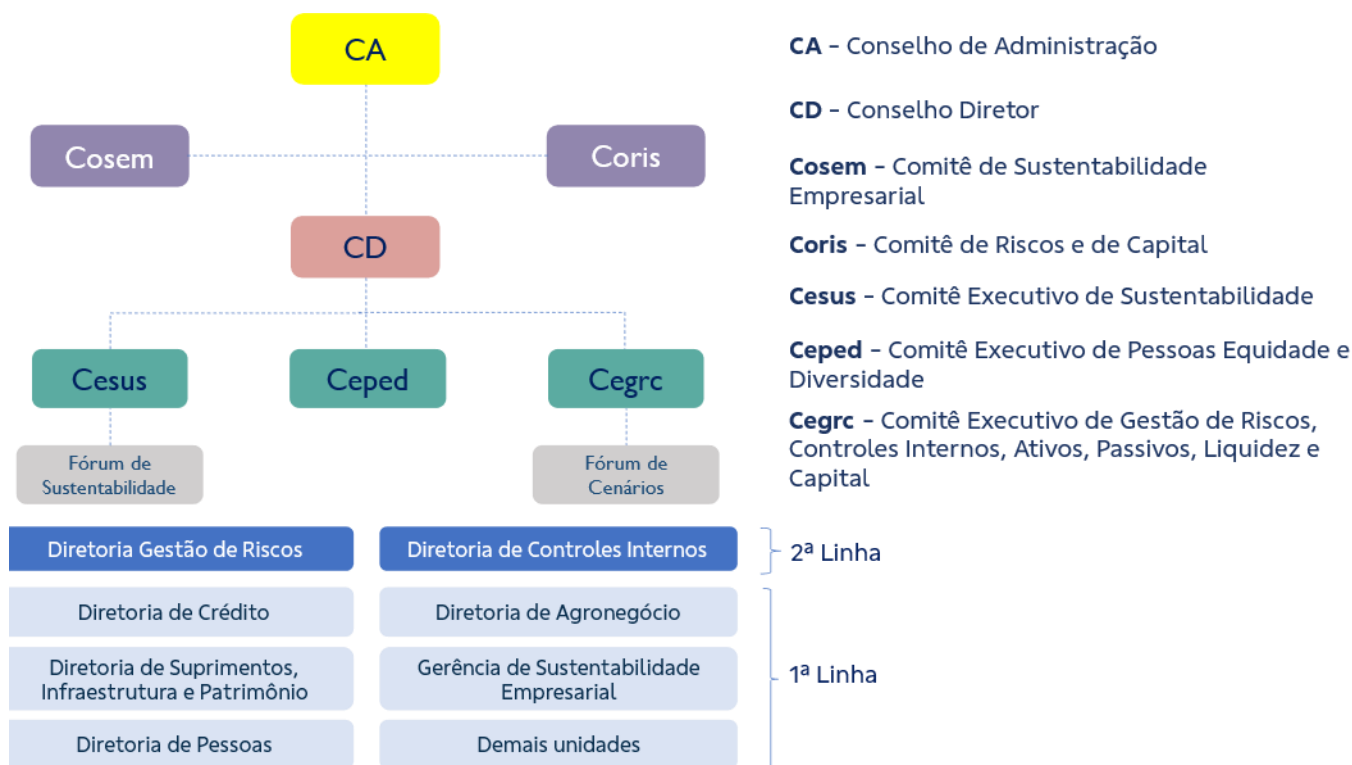 CA
Cosem
Coris
CD
Cesus
Ceped
Cegrc
Fórum de
Sustentabilidade
Fórum de
Cenários
Diretoria Gestão de Riscos
Diretoria de Controles Internos
2ª Linha
Diretoria de Crédito
Diretoria de Agronegócio
Diretoria de Suprimentos,
Infraestrutura e Patrimônio
Gerência de Sustentabilidade
Empresarial
1ª Linha
Diretoria de Pessoas
Demais unidades
CA – Conselho de Administração
CD – Conselho Diretor
Cosem – Comitê de Sustentabilidade
Empresarial
Coris – Comitê de Riscos e de Capital
Cesus – Comitê Executivo de Sustentabilidade
Ceped – Comitê Executivo de Pessoas Equidade e
Diversidade
Cegrc – Comitê Executivo de Gestão de Riscos,
Controles Internos, Ativos, Passivos, Liquidez e
Capital